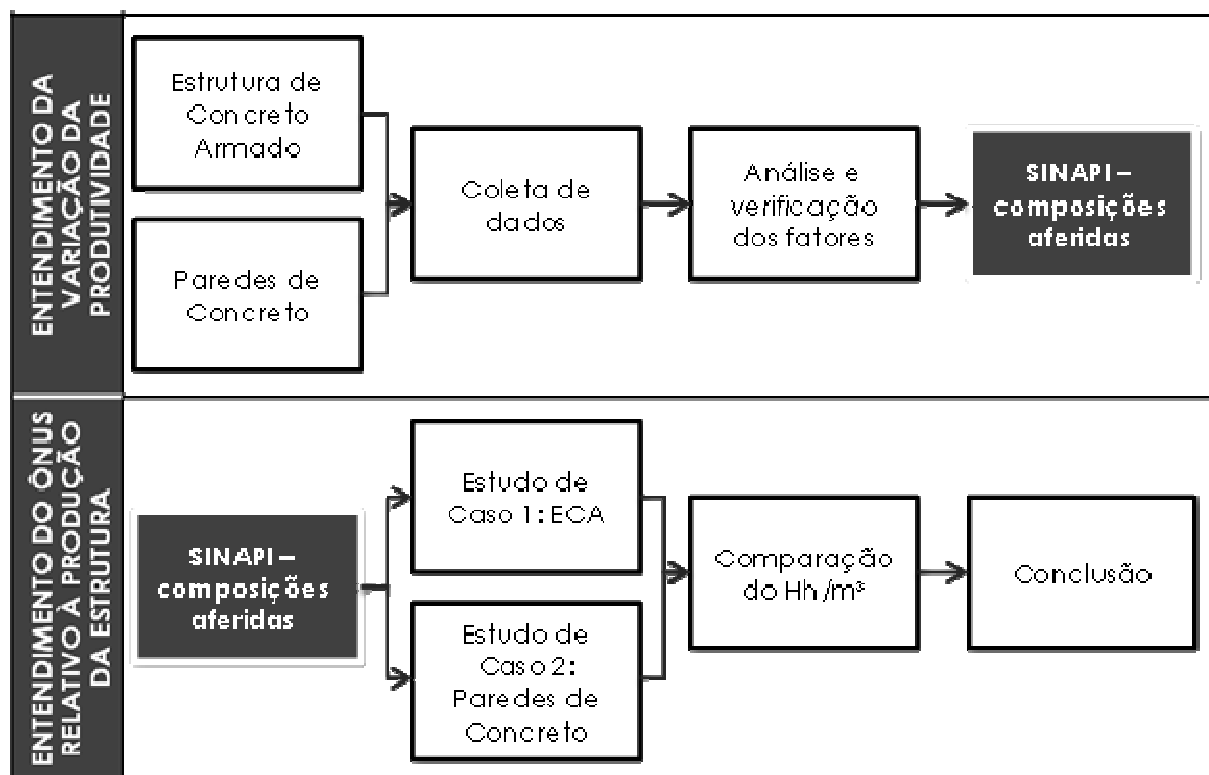 ENTENDIMENTO DA
VARIAÇÃO DA
PRODUTIVIDADE
Estrutura de
Concreto
Armado
Paredes de
Concreto
Coleta de
dados
Análise e
verificação
dos fatores
SINAPI –
composições
aferidas
ENTENDIMENTO DO ÔNUS
RELATIVO À PRODUÇÃO
DA ESTRUTURA
SINAPI –
composições
aferidas
Estudo de
Caso 1: ECA
Estudo de
Caso 2:
Paredes de
Concreto
Comparação
do Hh/m³
Conclusão